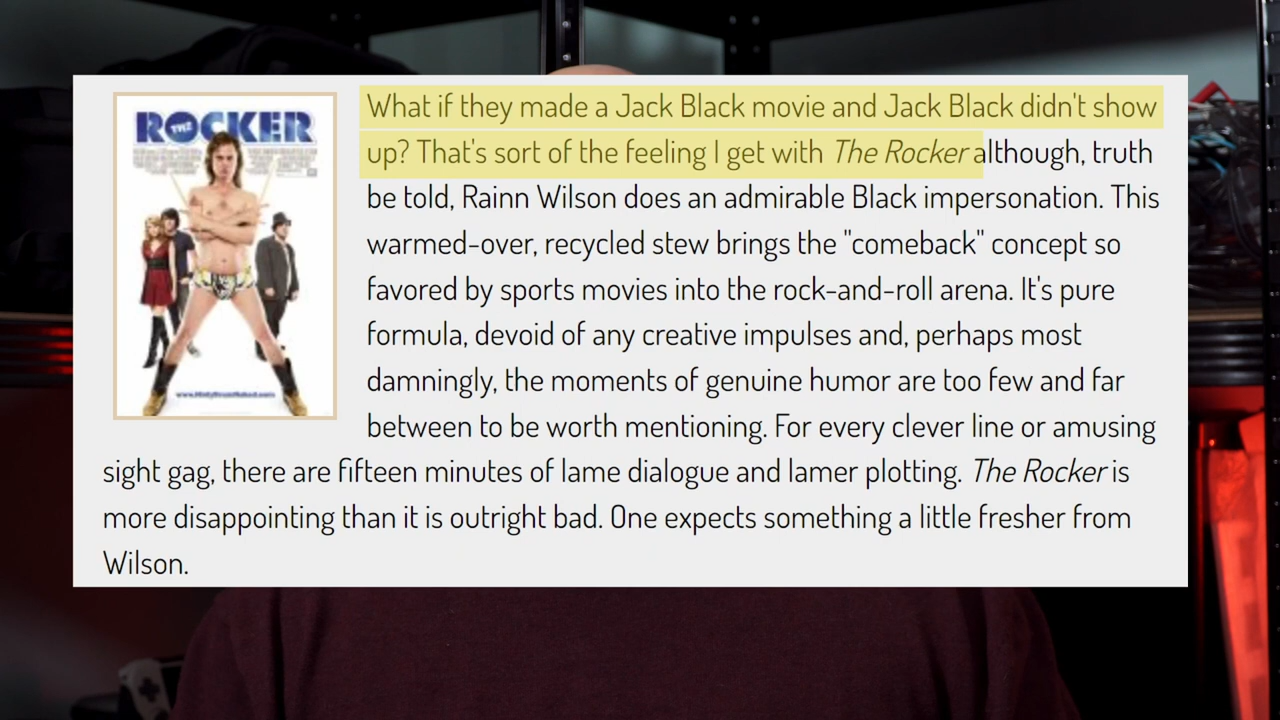 THE ROCKER
What if they made a Jack Black movie and Jack Black didn't show
up? That's sort of the feeling I get with The Rocker although, truth
be told, Rainn Wilson does an admirable Black impersonation. This
warmed-over, recycled stew brings the "comeback" concept so
favored by sports movies into the rock-and-roll arena. It's pure
formula, devoid of any creative impulses and, perhaps most
damningly, the moments of genuine humor are too few and far
between to be worth mentioning. For every clever line or amusing
sight gag, there are fifteen minutes of lame dialogue and lamer plotting. The Rocker is
more disappointing than it is outright bad. One expects something a little fresher from
Wilson.